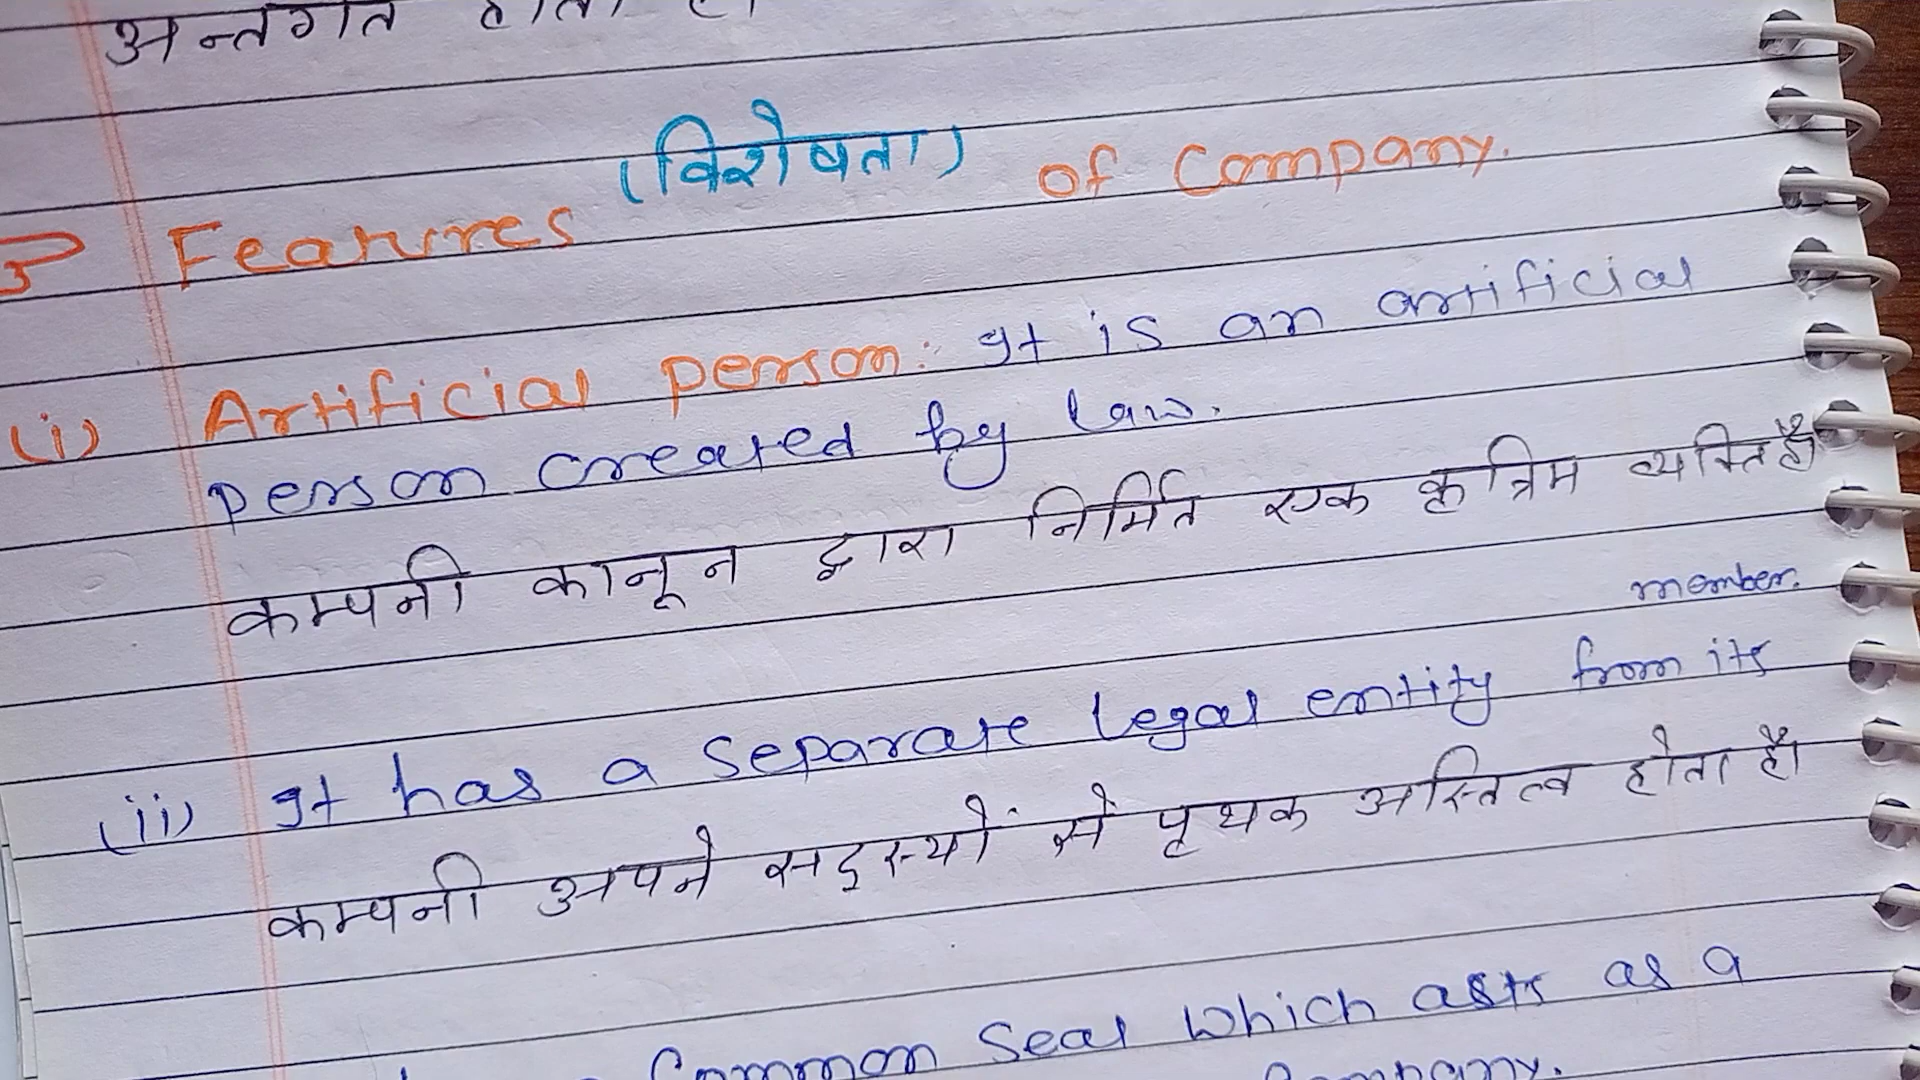 अन्तर्गत होता है।
Features (विशेषता) of Company.
(i) Artificial person: It is an artificial
person created by law.
कम्पनी कानून द्वारा निर्मित एक कृत्रिम व्यक्ति है।
member.
(ii) It has a separate legal entity from its
कम्पनी अपने सदस्यों से पृथक अस्तित्व होता है।
Common Seal which acts as a
Company.